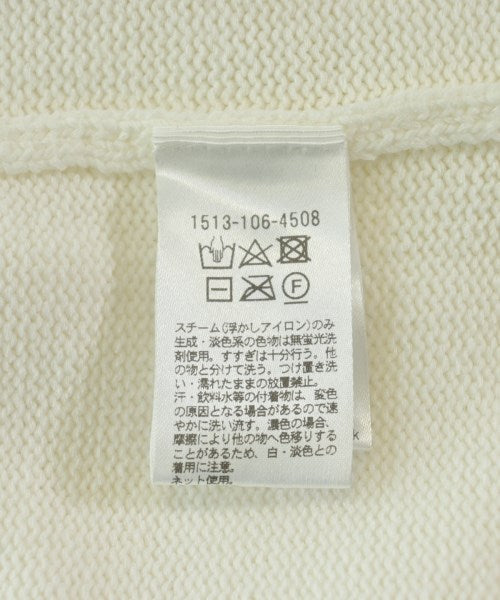 1513-106-4508
F
スチーム(浮かしアイロン)のみ
生成・淡色系の色物は無蛍光洗
剤使用。すすぎは十分行う。他
の物と分けて洗う。つけ置き洗
い・濡れたままの放置禁止。
汗・飲料水等の付着物は、変色
の原因となる場合があるので速
やかに洗い流す。濃色の場合、
摩擦により他の物へ色移りする
ことがあるため、白・淡色との
着用に注意。
ネット使用。
k